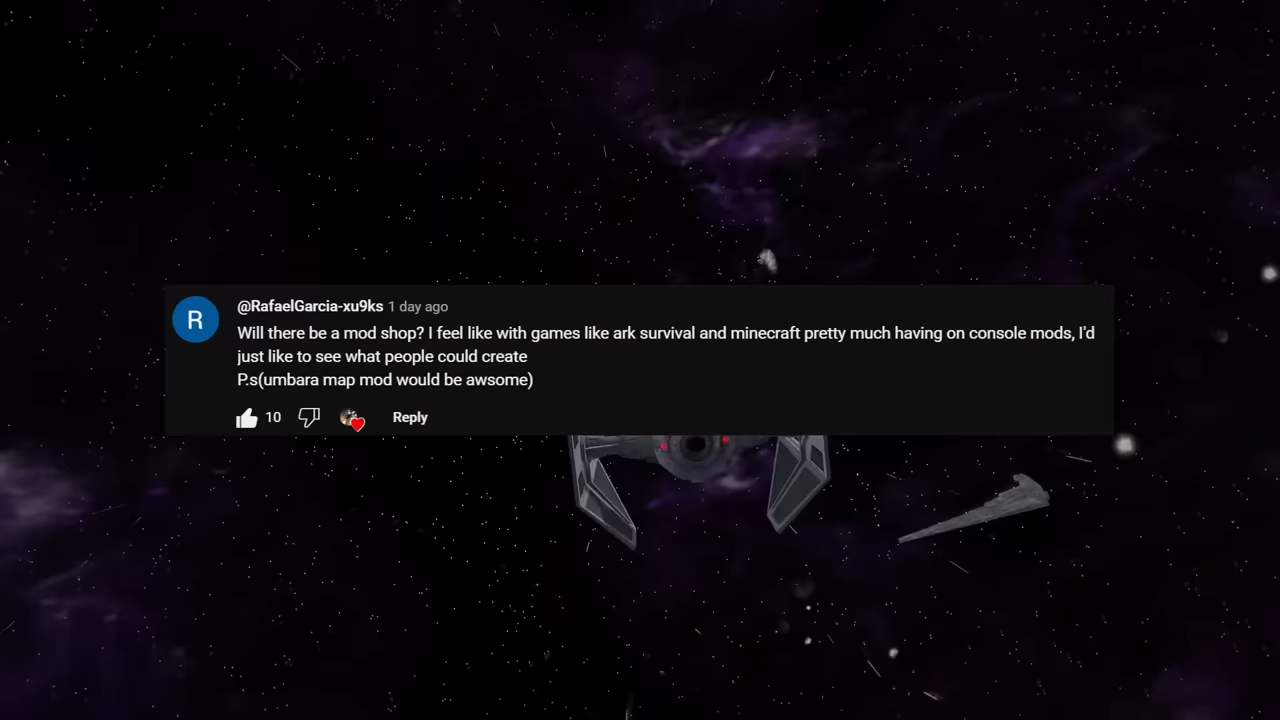 R
@RafaelGarcia-xu9ks 1 day ago
Will there be a mod shop? I feel like with games like ark survival and minecraft pretty much having on console mods, I'd
just like to see what people could create
P.s(umbara map mod would be awsome)
10 Reply